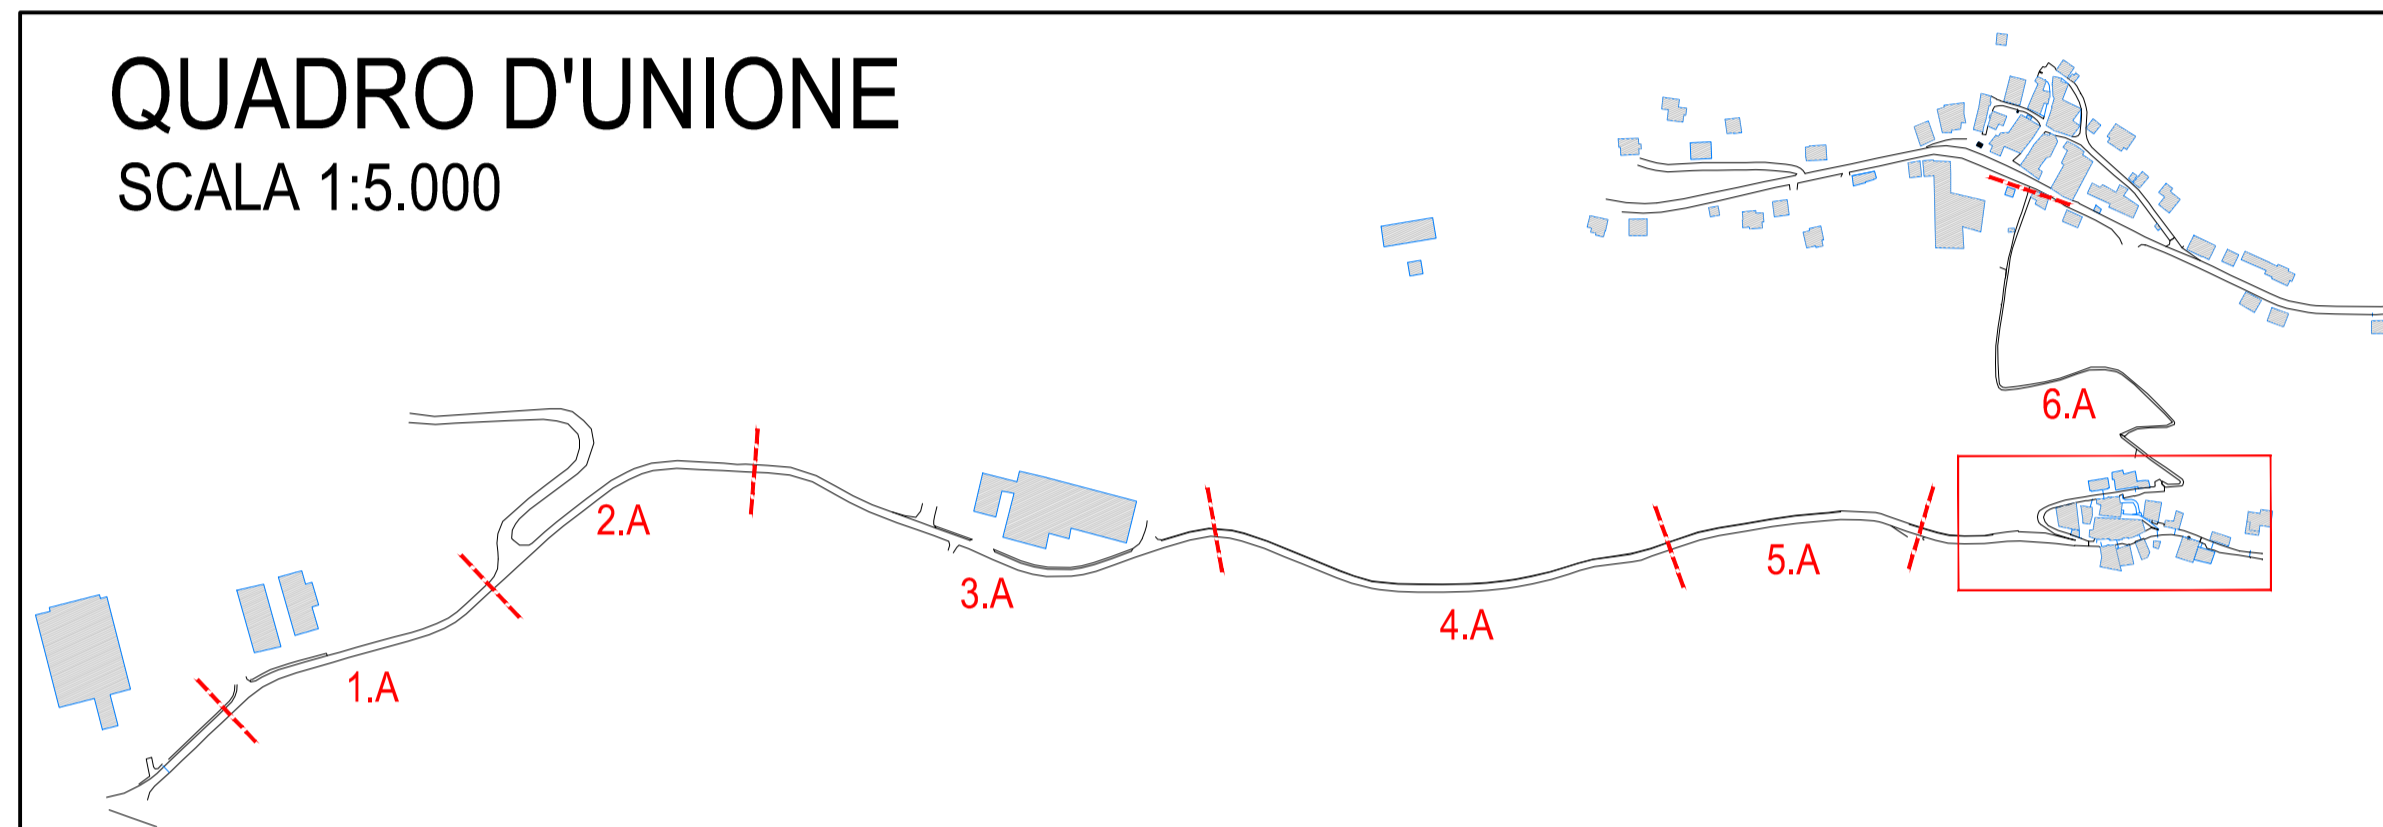 QUADRO D'UNIONE
SCALA 1:5.000
6.A
2.A
5.A
3.A
4.A
1.A